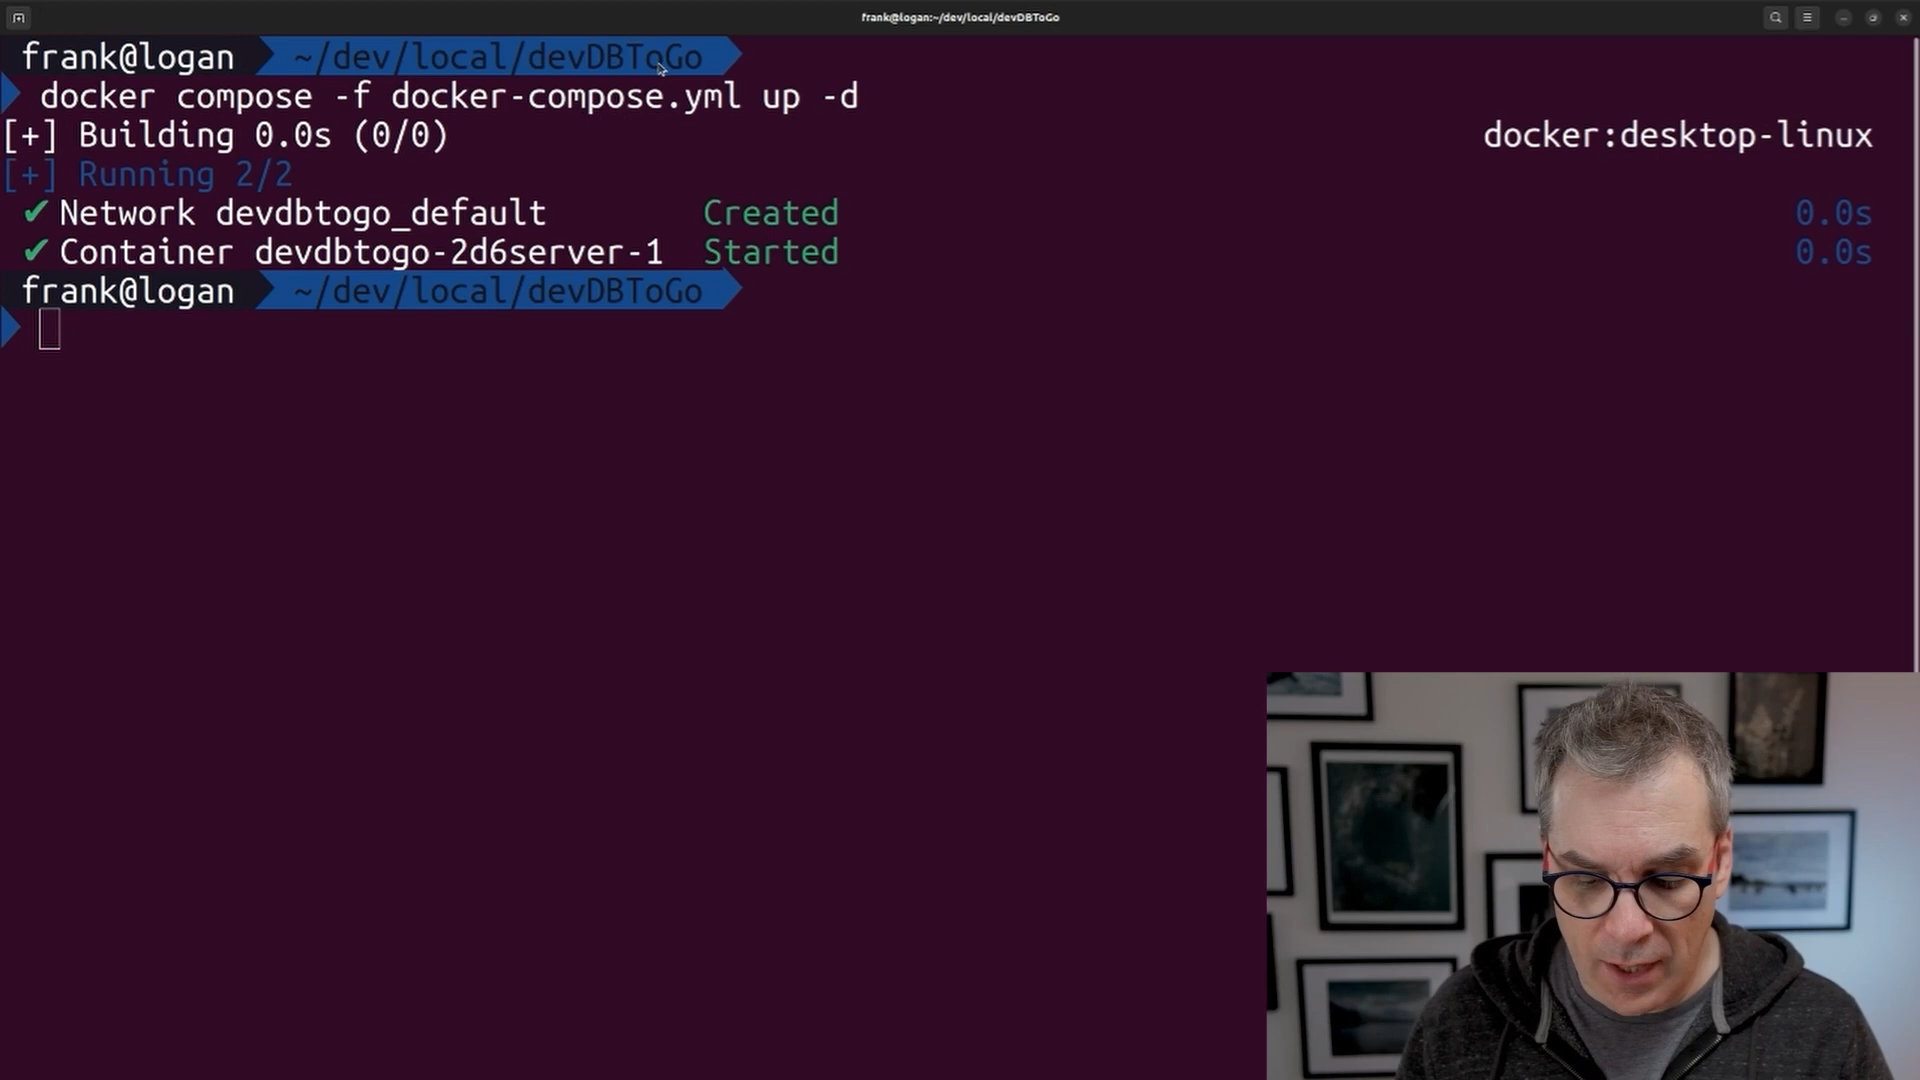 frank@logan:~/dev/local/devDBToGo
frank@logan ~/dev/local/devDBToGo
docker compose -f docker-compose.yml up -d
[+] Building 0.0s (0/0) docker:desktop-linux
[+] Running 2/2
✔ Network devdbtogo_default Created 0.0s
✔ Container devdbtogo-2d6server-1 Started 0.0s
frank@logan ~/dev/local/devDBToGo